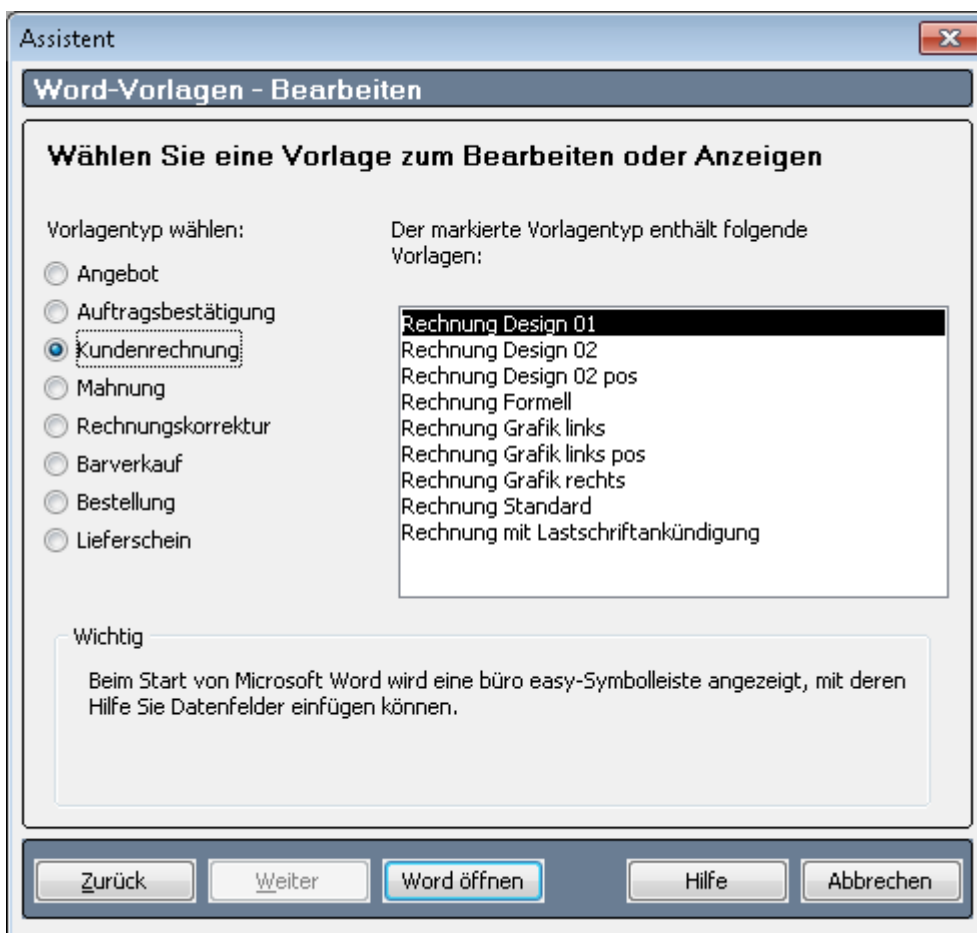 Assistent
Word-Vorlagen - Bearbeiten
Wählen Sie eine Vorlage zum Bearbeiten oder Anzeigen
Vorlagentyp wählen:
Angebot
Auftragsbestätigung
Kundenrechnung
Mahnung
Rechnungskorrektur
Barverkauf
Bestellung
Lieferschein
Der markierte Vorlagentyp enthält folgende
Vorlagen:
Rechnung Design 01
Rechnung Design 02
Rechnung Design 02 pos
Rechnung Formell
Rechnung Grafik links
Rechnung Grafik links pos
Rechnung Grafik rechts
Rechnung Standard
Rechnung mit Lastschriftankündigung
Wichtig
Beim Start von Microsoft Word wird eine büro easy-Symbolleiste angezeigt, mit deren
Hilfe Sie Datenfelder einfügen können.
Zurück
Weiter
Word öffnen
Hilfe
Abbrechen